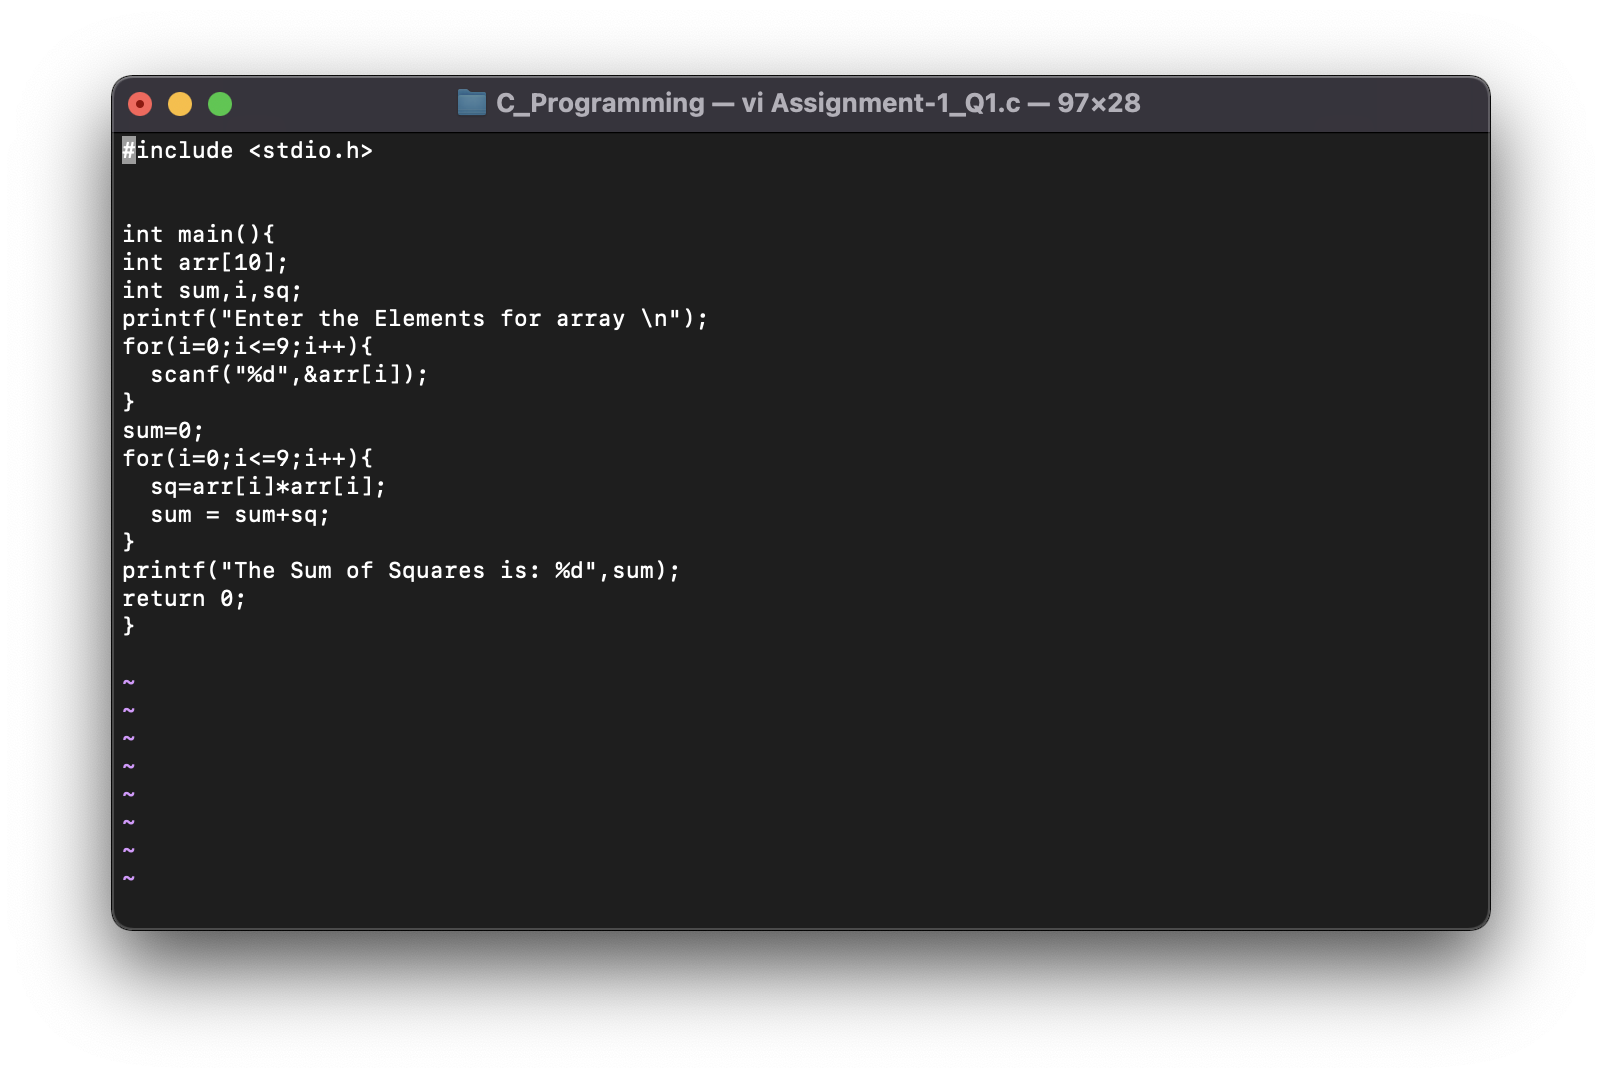 C_Programming — vi Assignment-1_Q1.c — 97×28
#include <stdio.h>
int main(){
int arr[10];
int sum,i,sq;
printf("Enter the Elements for array \n");
for(i=0;i<=9;i++){
  scanf("%d",&arr[i]);
}
sum=0;
for(i=0;i<=9;i++){
  sq=arr[i]*arr[i];
  sum = sum+sq;
}
printf("The Sum of Squares is: %d",sum);
return 0;
}
~
~
~
~
~
~
~
~